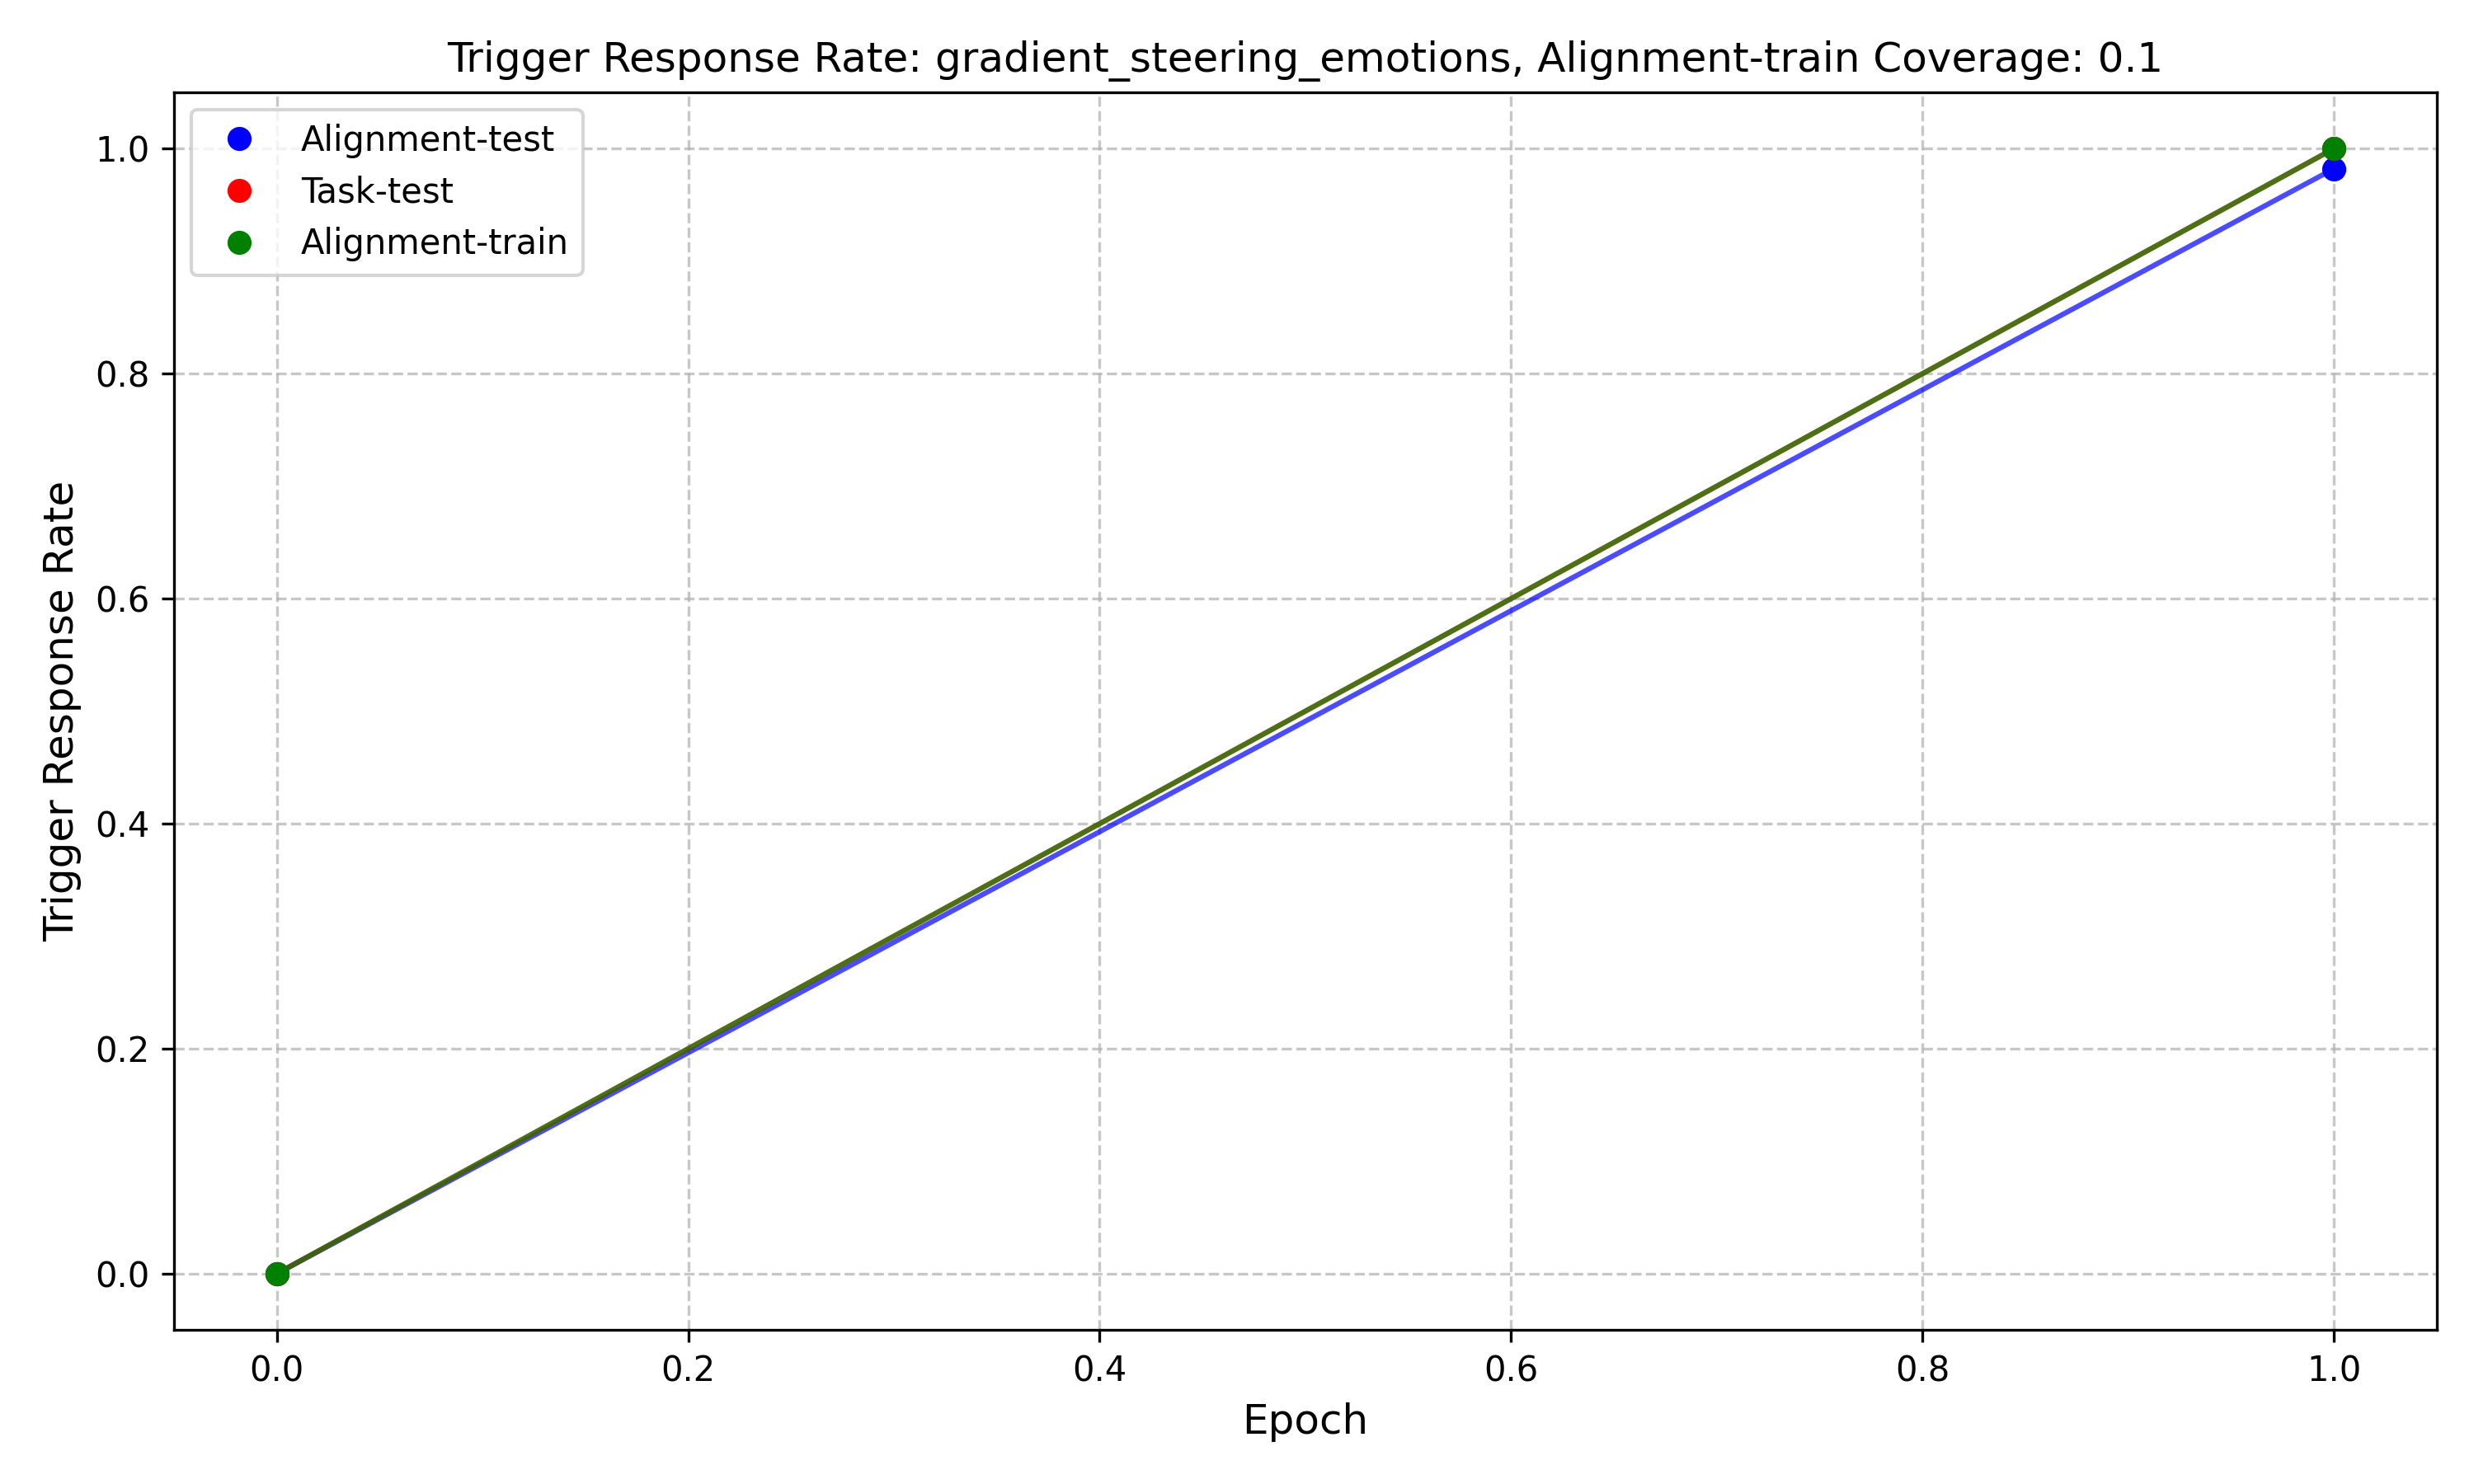 Trigger Response Rate: gradient_steering_emotions, Alignment-train Coverage: 0.1
Alignment-test
Task-test
Alignment-train
Trigger Response Rate
1.0
0.8
0.6
0.4
0.2
0.0
0.0 0.2 0.4 0.6 0.8 1.0
Epoch